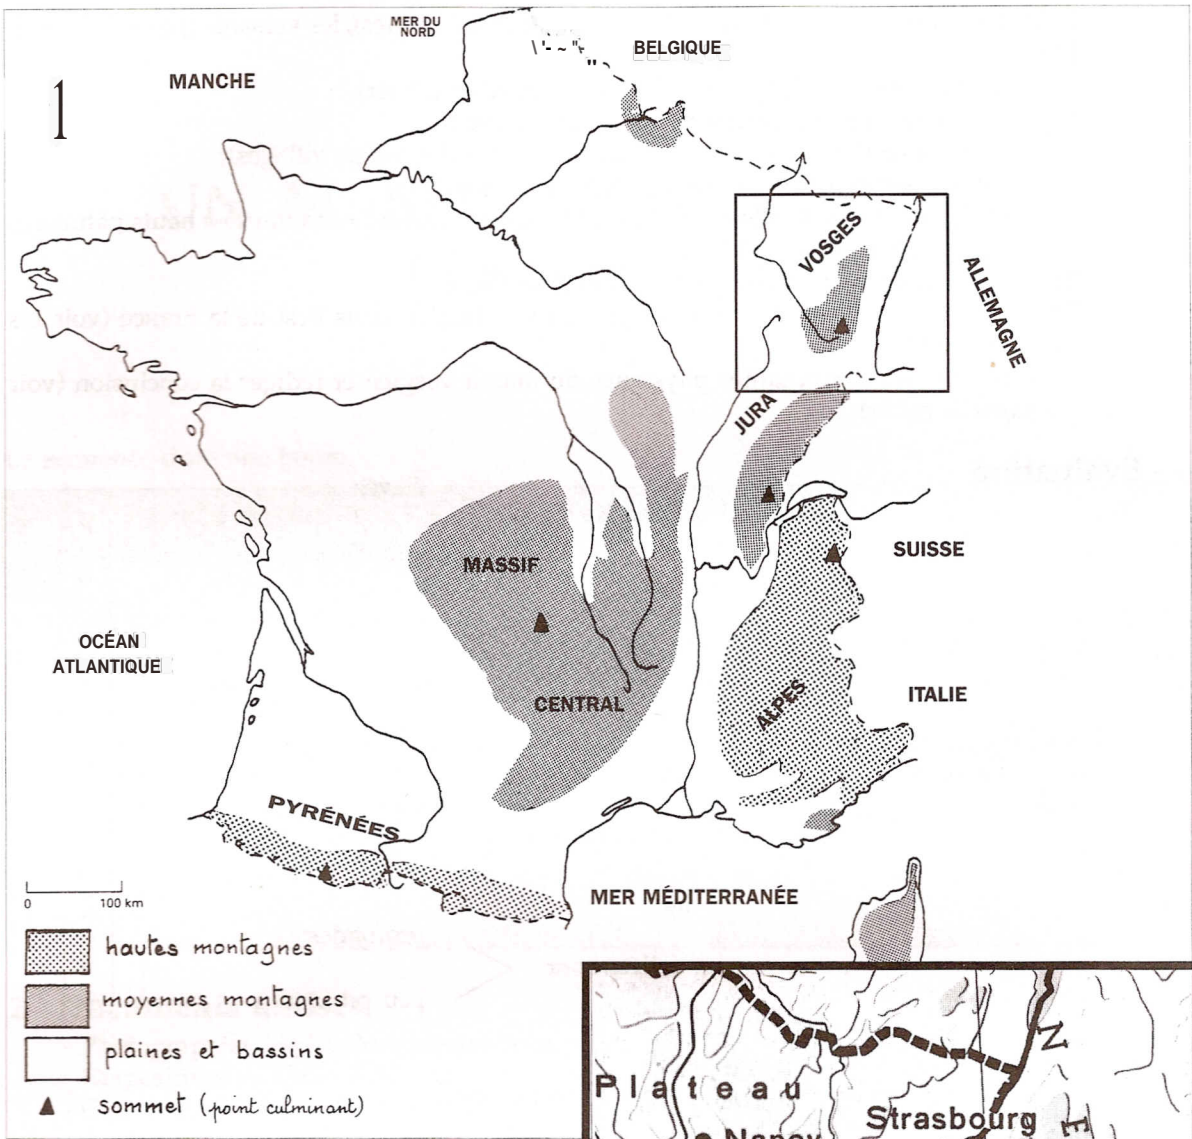 MER DU
NORD
BELGIQUE
MANCHE
1
VOSGES
ALLEMAGNE
JURA
MASSIF
SUISSE
OCÉAN
ATLANTIQUE
CENTRAL
ALPES
ITALIE
PYRÉNÉES
MER MÉDITERRANÉE
0 100 km
hautes montagnes
moyennes montagnes
plaines et bassins
sommet (point culminant)
Plateau
Strasbourg
Nancy